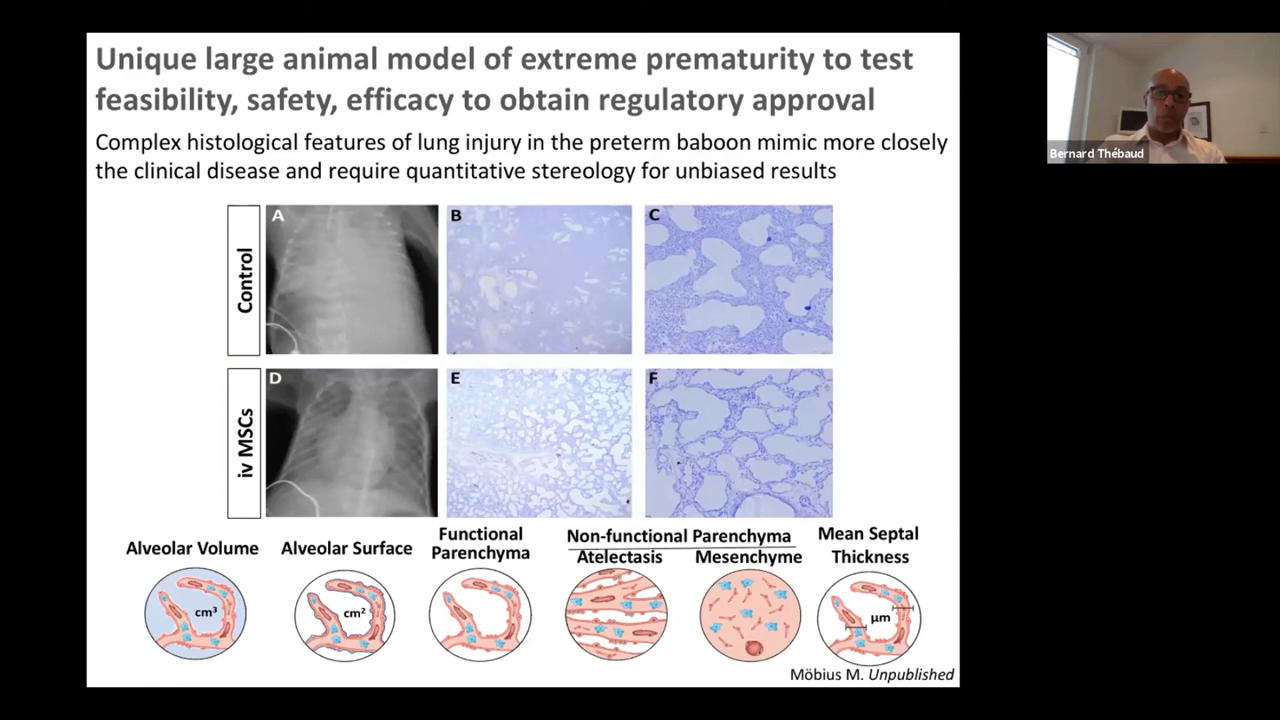 Unique large animal model of extreme prematurity to test
feasibility, safety, efficacy to obtain regulatory approval
Complex histological features of lung injury in the preterm baboon mimic more closely
the clinical disease and require quantitative stereology for unbiased results
Bernard Thébaud
Control
A
B
C
iv MSCs
D
E
F
Alveolar Volume
Alveolar Surface
Functional
Parenchyma
Non-functional Parenchyma
Atelectasis
Mesenchyme
Mean Septal
Thickness
cm³
cm²
µm
Möbius M. Unpublished